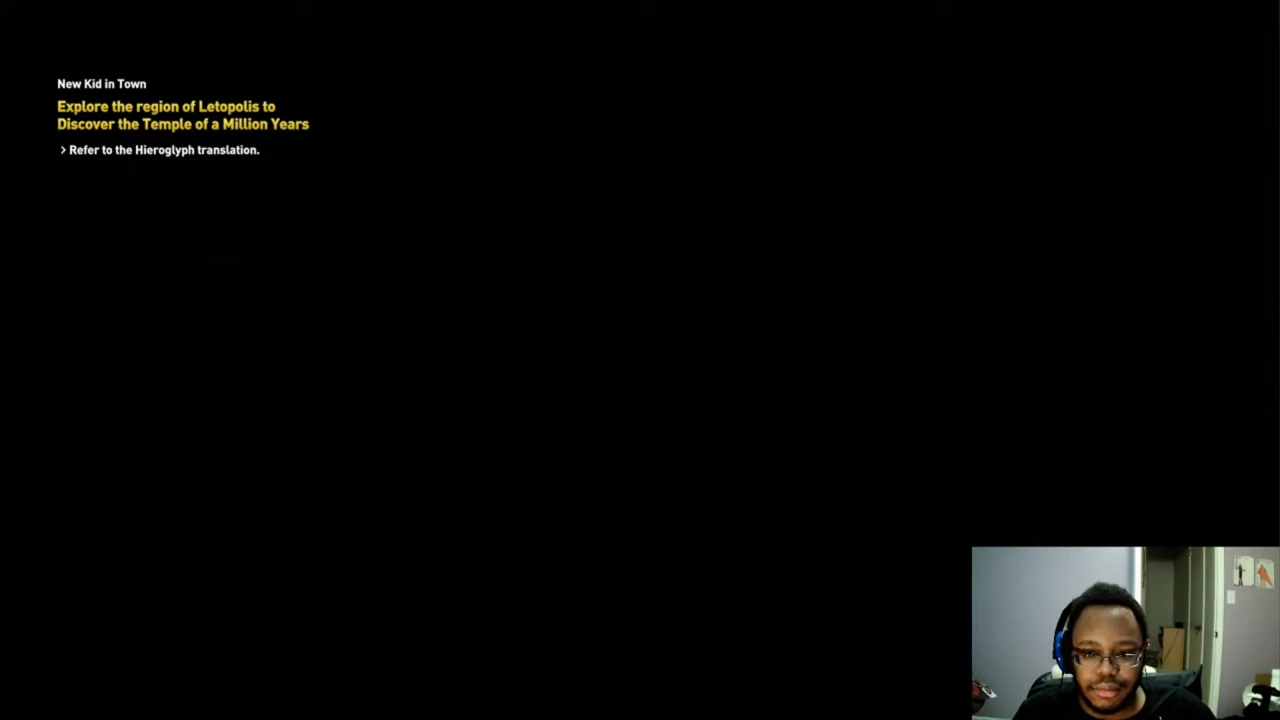 New Kid in Town
Explore the region of Letopolis to
Discover the Temple of a Million Years
> Refer to the Hieroglyph translation.